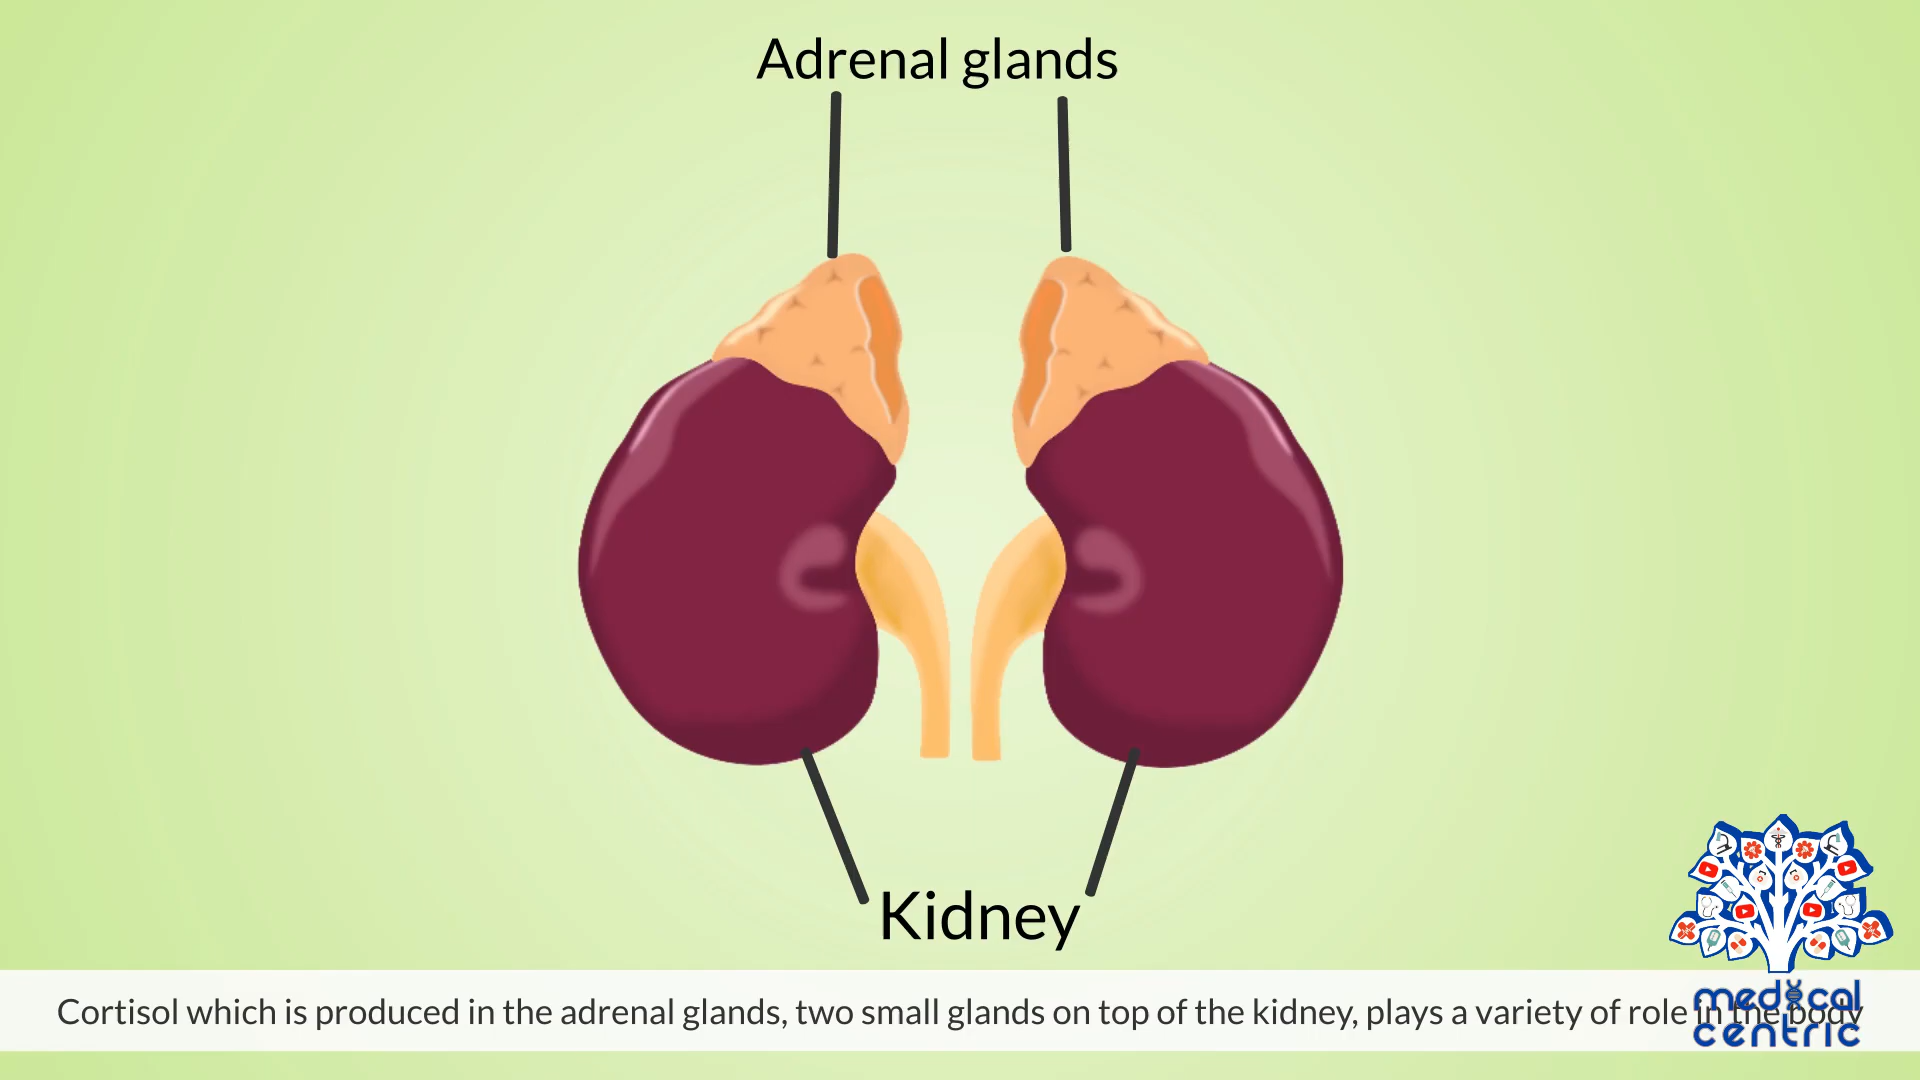 Adrenal glands
Kidney
Cortisol which is produced in the adrenal glands, two small glands on top of the kidney, plays a variety of role in the body
medical
centric